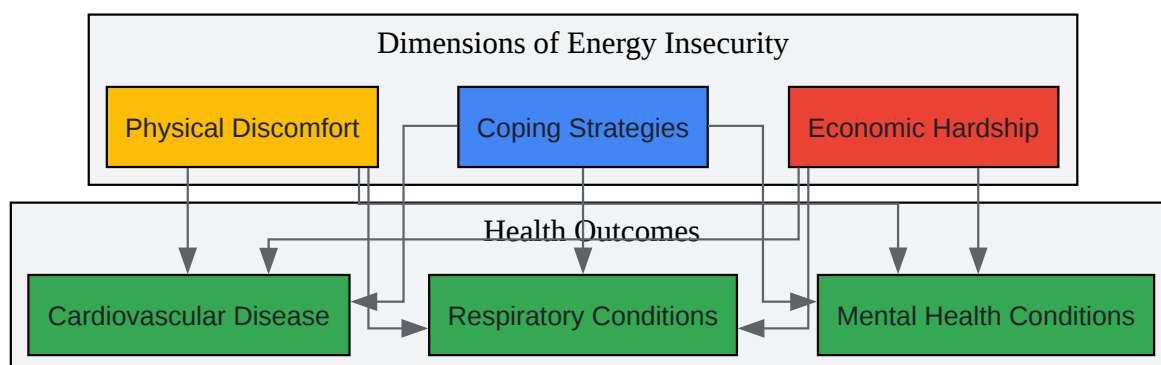 Dimensions of Energy Insecurity
Physical Discomfort
Coping Strategies
Economic Hardship
Health Outcomes
Cardiovascular Disease
Respiratory Conditions
Mental Health Conditions